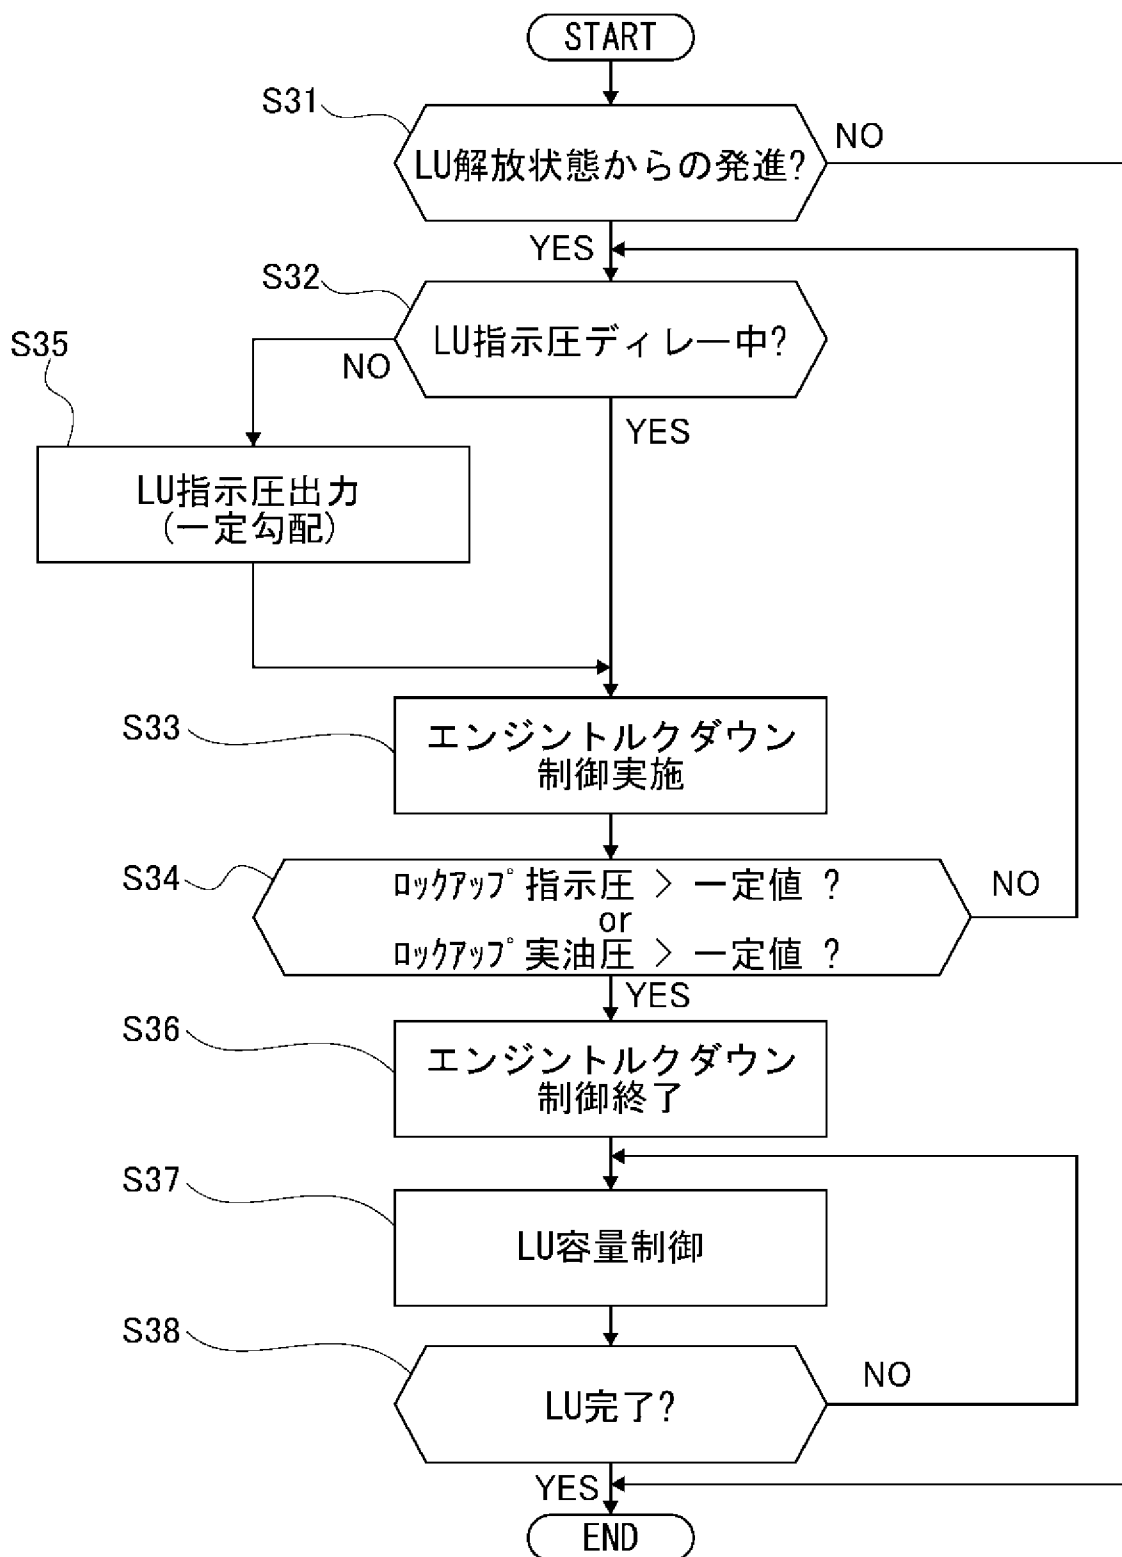 START
S31
LU解放状態からの発進?
NO
YES
S32
LU指示圧ディレー中?
NO
YES
S35
LU指示圧出力
(一定勾配)
S33
エンジントルクダウン
制御実施
S34
ﾛｯｸｱｯﾌﾟ指示圧 > 一定値 ?
or
ﾛｯｸｱｯﾌﾟ実油圧 > 一定値 ?
NO
YES
S36
エンジントルクダウン
制御終了
S37
LU容量制御
S38
LU完了?
NO
YES
END